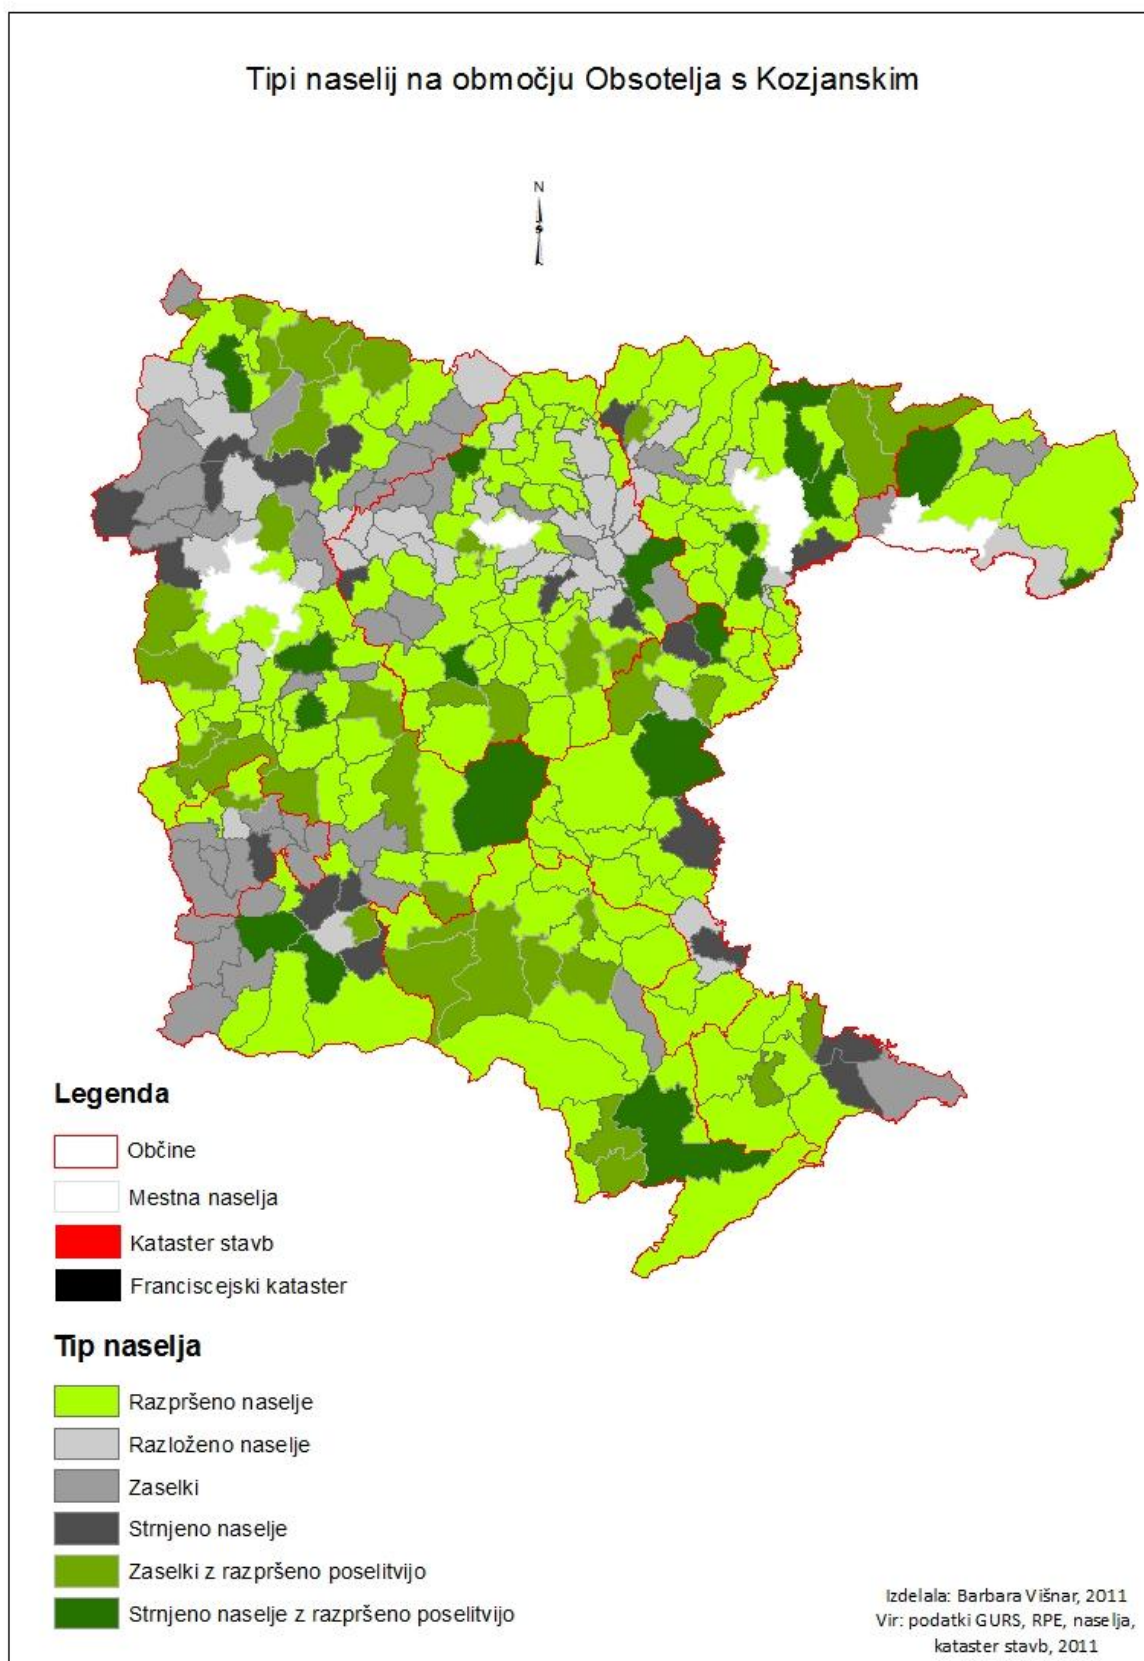 Tipi naselij na območju Obsotelja s Kozjanskim
N
Legenda
Občine
Mestna naselja
Kataster stavb
Franciscejski kataster
Tip naselja
Razpršeno naselje
Razloženo naselje
Zaselki
Strnjeno naselje
Zaselki z razpršeno poselitvijo
Strnjeno naselje z razpršeno poselitvijo
Izdelala: Barbara Višnar, 2011
Vir: podatki GURS, RPE, naselja,
kataster stavb, 2011